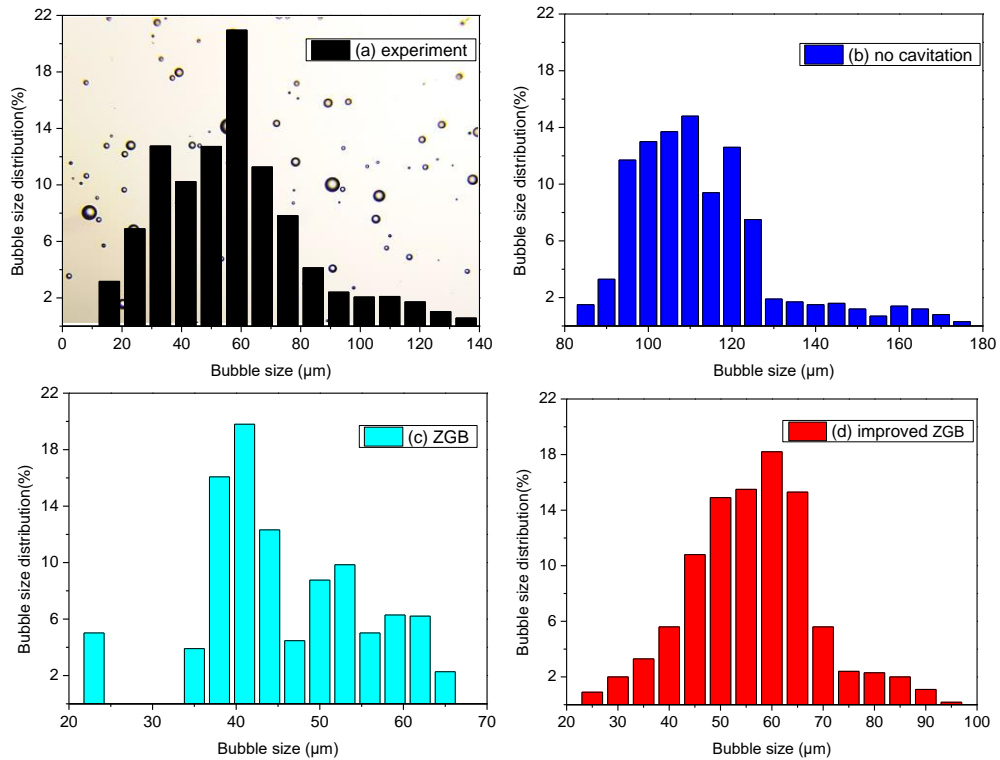 22
18
14
10
6
2
Bubble size distribution(%)
(a) experiment
0 20 40 60 80 100 120 140
Bubble size (μm)
22
18
14
10
6
2
Bubble size distribution(%)
(b) no cavitation
80 100 120 140 160 180
Bubble size (μm)
22
18
14
10
6
2
Bubble size distribution(%)
(c) ZGB
20 30 40 50 60 70
Bubble size (μm)
22
18
14
10
6
2
Bubble size distribution(%)
(d) improved ZGB
20 30 40 50 60 70 80 90 100
Bubble size (μm)